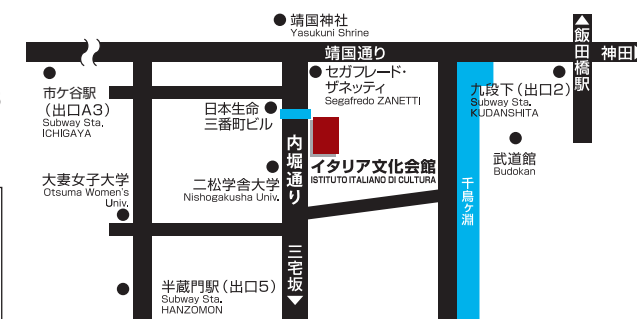 靖国神社
Yasukuni Shrine
▲飯田橋駅
靖国通り
神田▶
セガフレード・
ザネッティ
Segafredo ZANETTI
市ケ谷駅
(出口A3)
Subway Sta.
ICHIGAYA
九段下(出口2)
Subway Sta.
KUDANSHITA
日本生命
三番町ビル
内堀通り
武道館
Budokan
イタリア文化会館
ISTITUTO ITALIANO DI CULTURA
大妻女子大学
Otsuma Women's
Univ.
二松学舎大学
Nishogakusha Univ.
千鳥ヶ淵
三宅坂▼
半蔵門駅(出口5)
Subway Sta.
HANZOMON